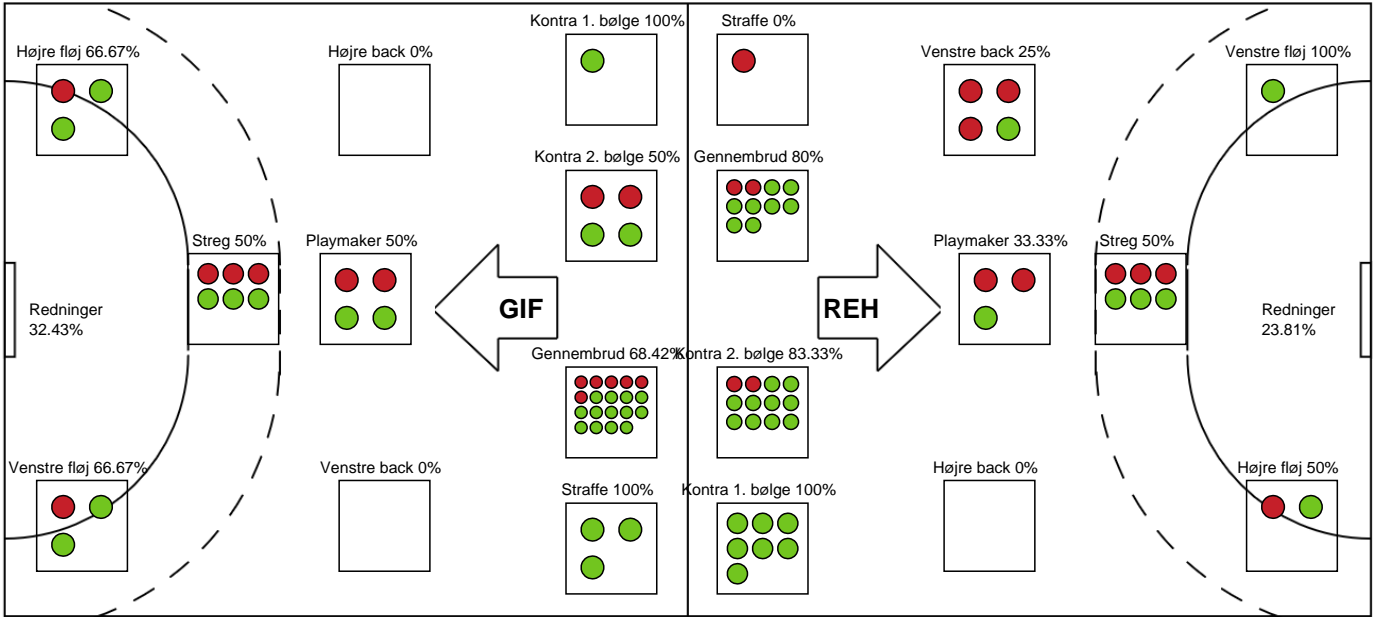 Kontra 1. bølge 100%
Straffe 0%
Højre fløj 66.67%
Højre back 0%
Venstre back 25%
Venstre fløj 100%
Kontra 2. bølge 50%
Gennembrud 80%
Streg 50%
Playmaker 50%
Playmaker 33.33%
Streg 50%
Redninger
32.43%
GIF
REH
Redninger
23.81%
Gennembrud 68.42%
Kontra 2. bølge 83.33%
Venstre fløj 66.67%
Venstre back 0%
Straffe 100%
Kontra 1. bølge 100%
Højre back 0%
Højre fløj 50%